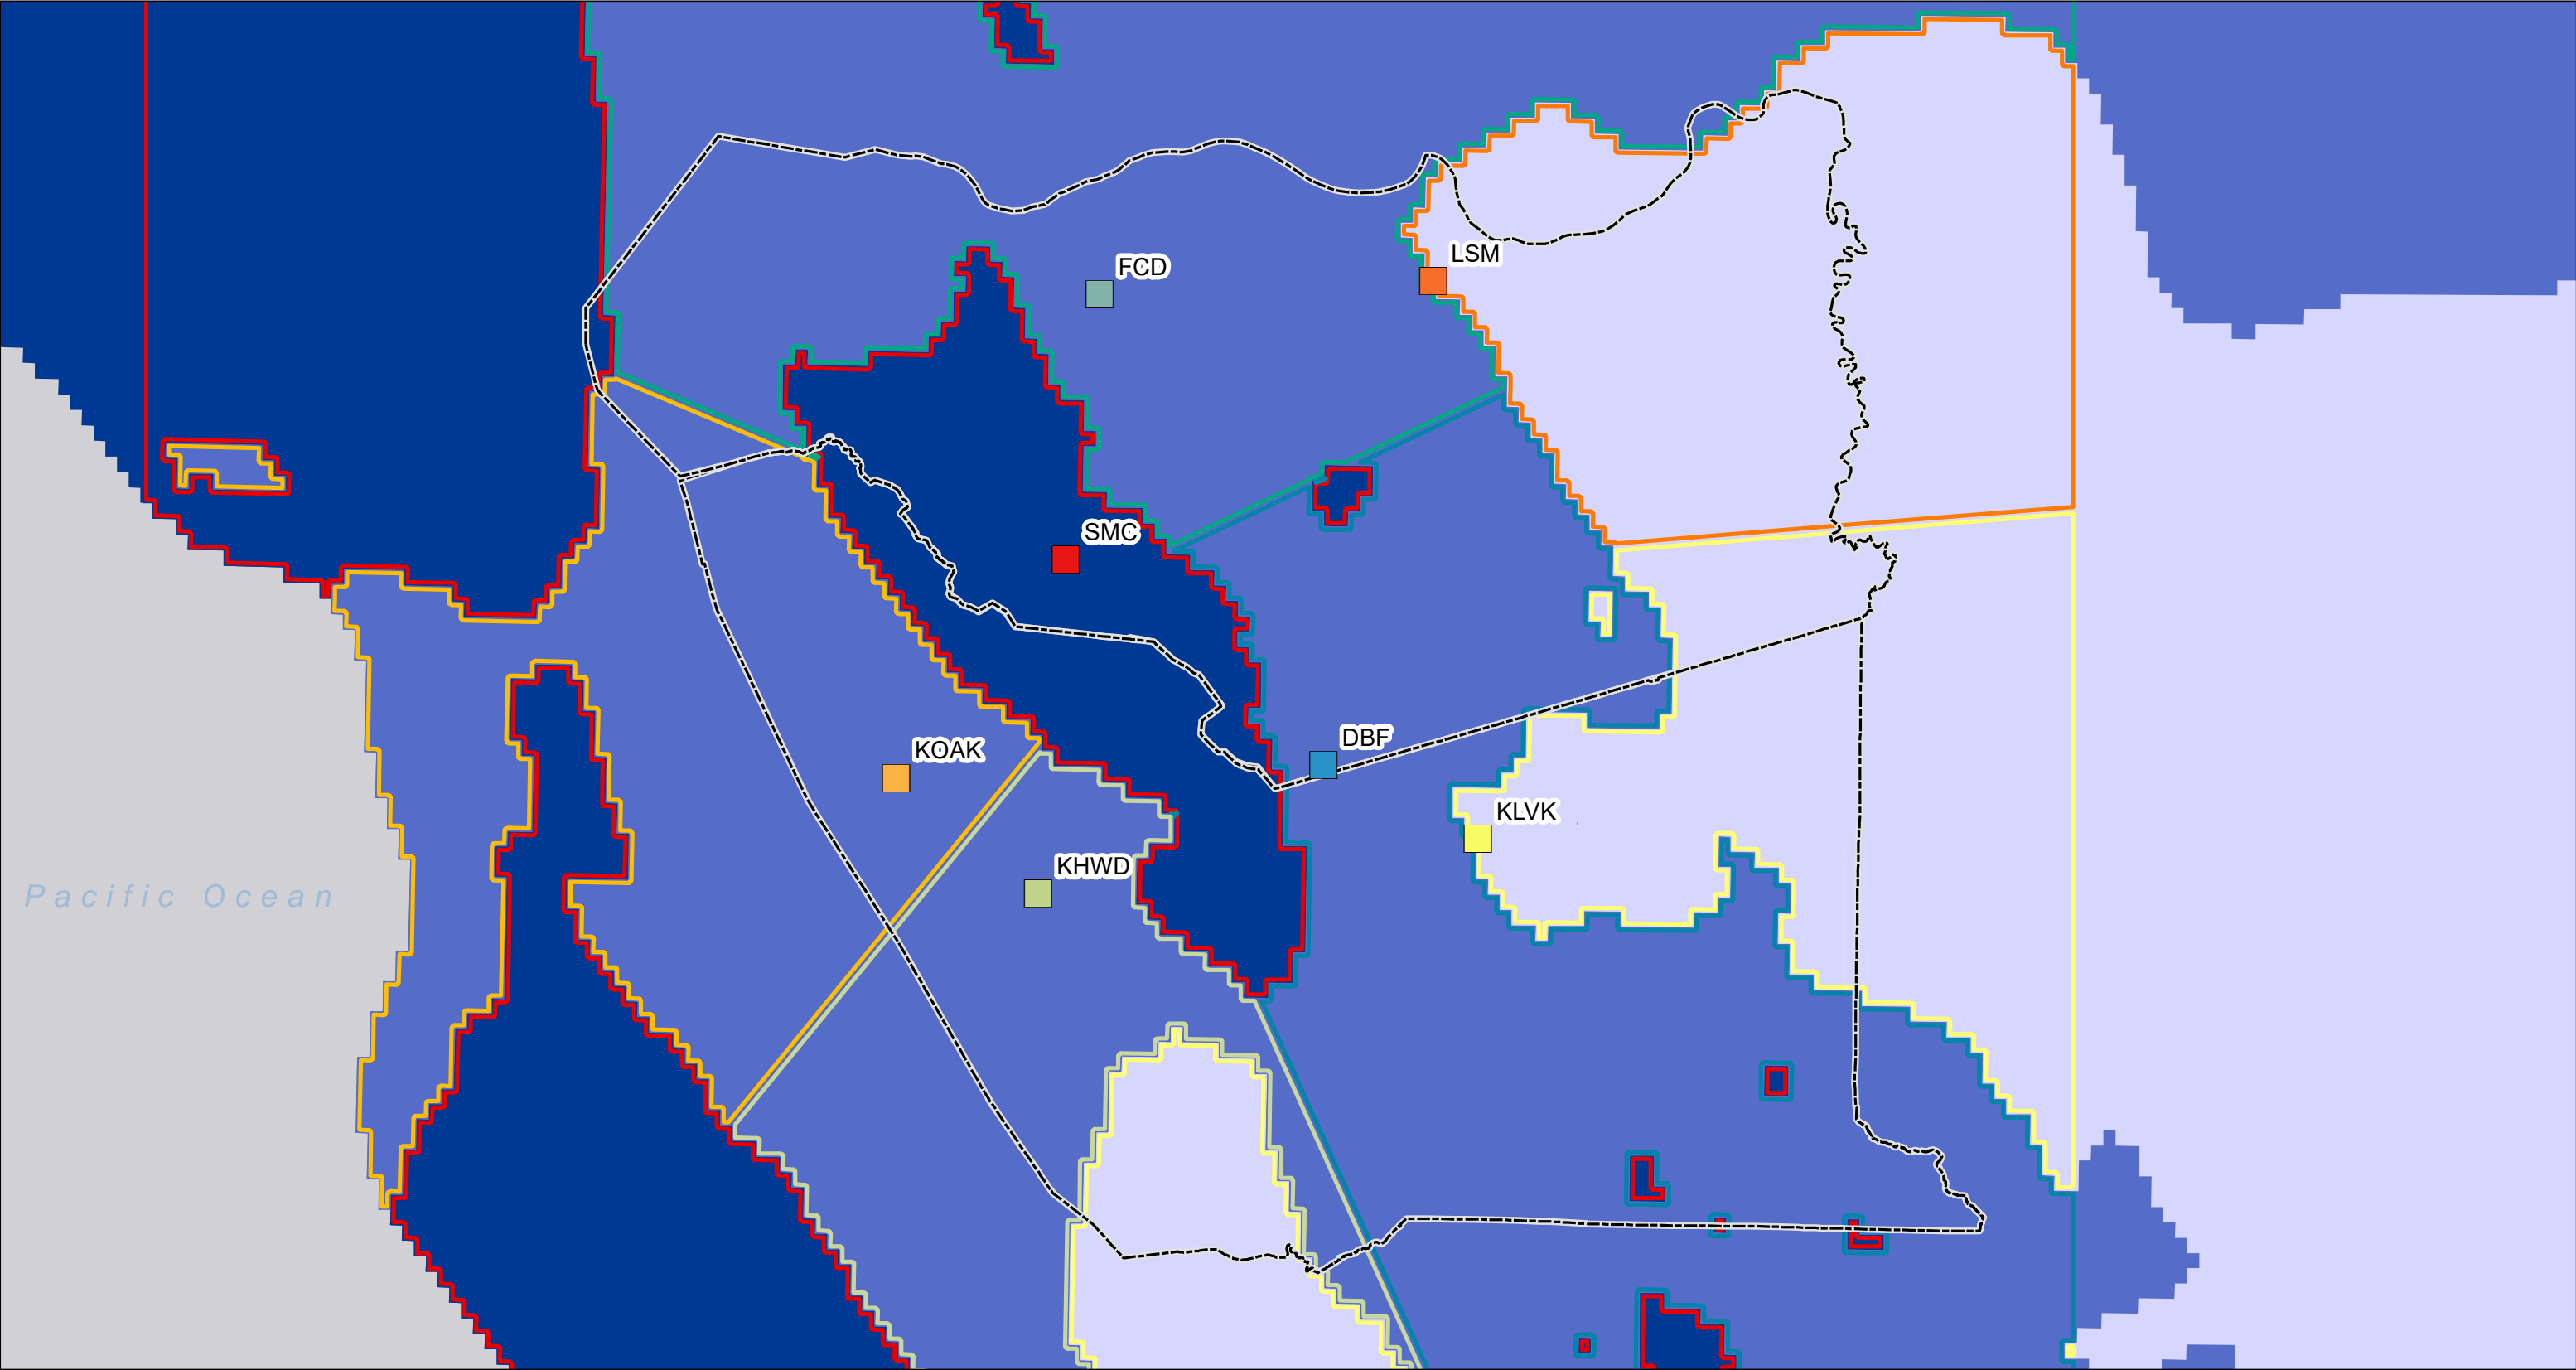 LSM
FCD
SMC
DBF
KOAK
KLVK
KHWD
Pacific Ocean